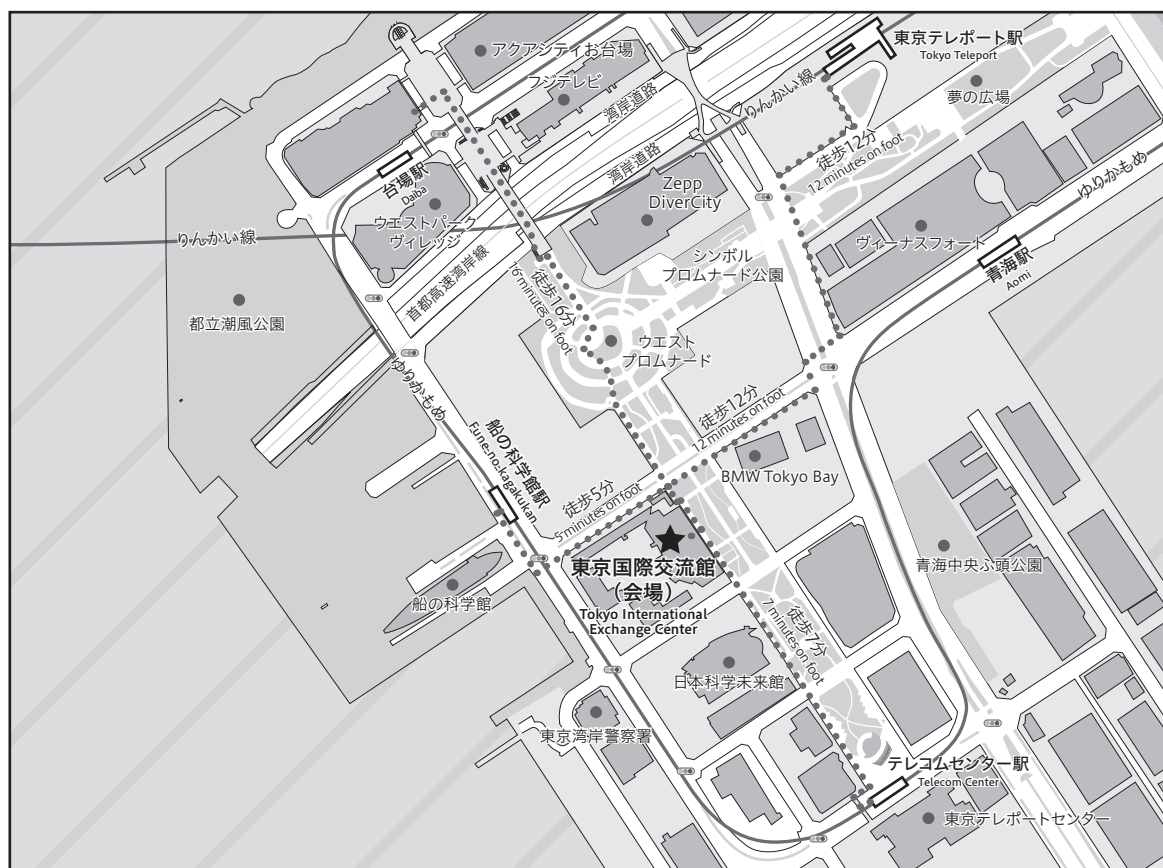 アクアシティお台場
フジテレビ
湾岸道路
湾岸道路
りんかい線
東京テレポート駅
Tokyo Teleport
夢の広場
徒歩12分
12 minutes on foot
ゆりかもめ
台場駅
Daiba
ウエストパーク
ヴィレッジ
Zepp
DiverCity
ヴィーナスフォート
青海駅
Aomi
りんかい線
首都高速湾岸線
シンボル
プロムナード公園
都立潮風公園
徒歩16分
16 minutes on foot
ウエスト
プロムナード
ゆりかもめ
徒歩12分
12 minutes on foot
船の科学館駅
Fune-no-kagakukan
BMW Tokyo Bay
徒歩5分
5 minutes on foot
東京国際交流館
（会場）
Tokyo International
Exchange Center
青海中央ふ頭公園
船の科学館
徒歩7分
7 minutes on foot
日本科学未来館
東京湾岸警察署
テレコムセンター駅
Telecom Center
東京テレポートセンター